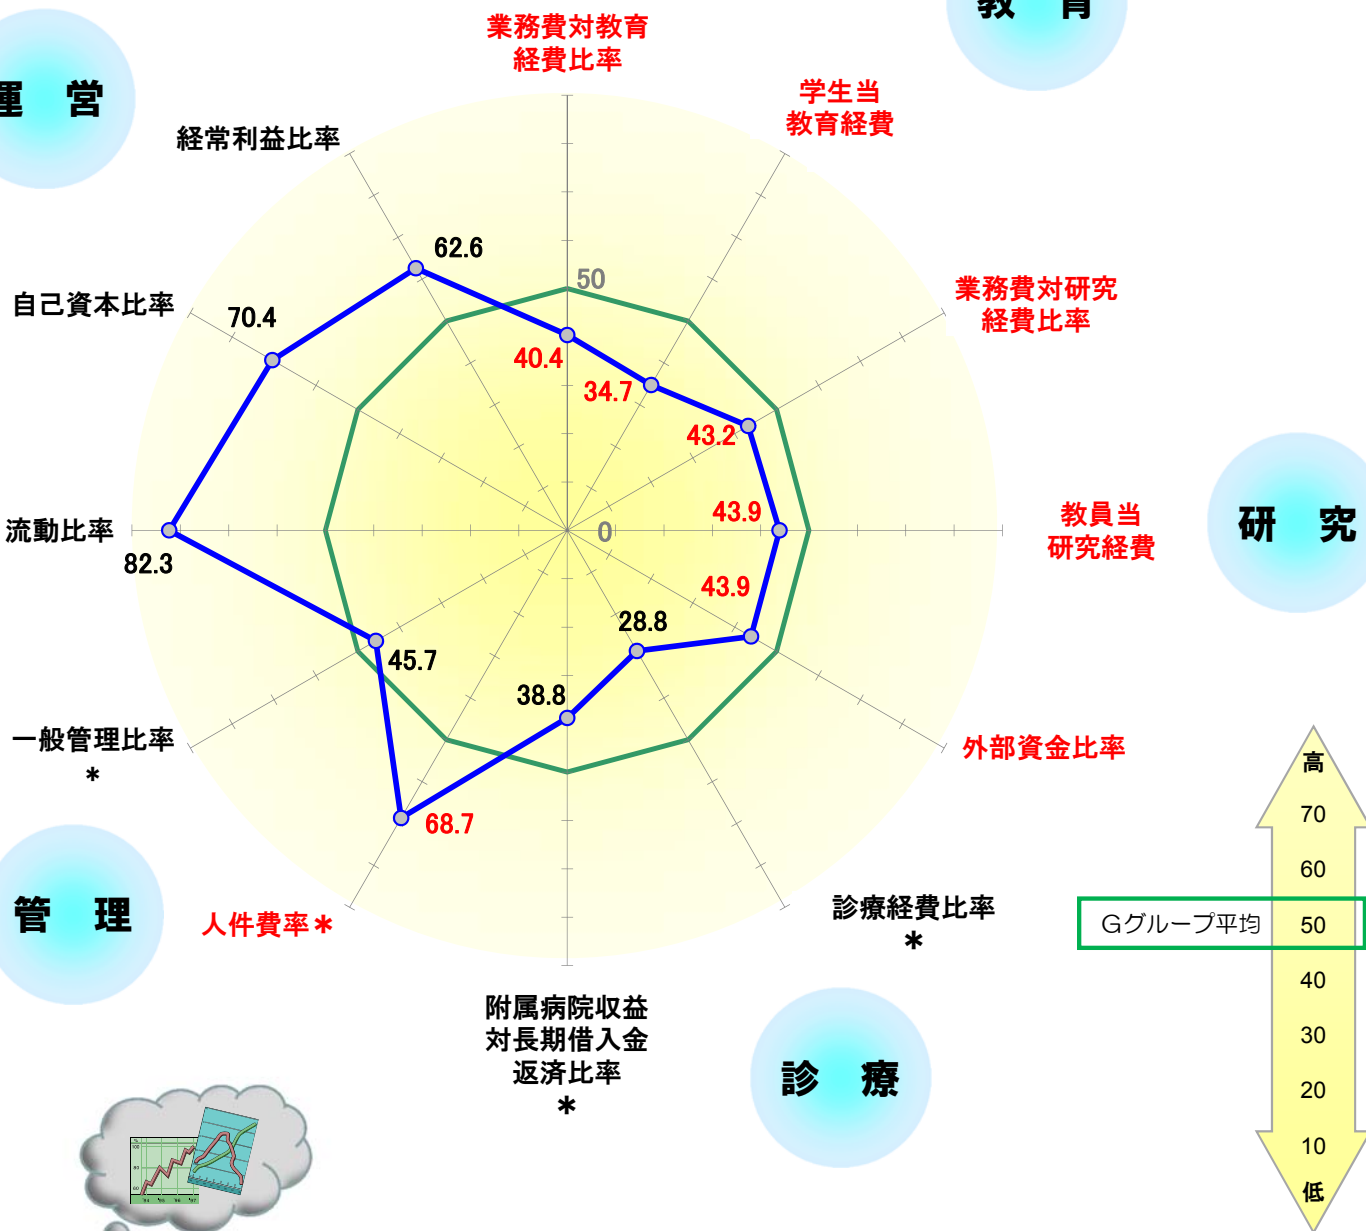 教 育
業務費対教育
経費比率
学生当
教育経費
運 営
経常利益比率
62.6
50
自己資本比率
70.4
業務費対研究
経費比率
40.4
34.7
43.2
流動比率
82.3
0
43.9
教員当
研究経費
研 究
43.9
28.8
45.7
38.8
一般管理比率
*
外部資金比率
68.7
管 理
人件費率*
診療経費比率
*
附属病院収益
対長期借入金
返済比率
*
診 療
高
70
60
Gグループ平均 50
40
30
20
10
低